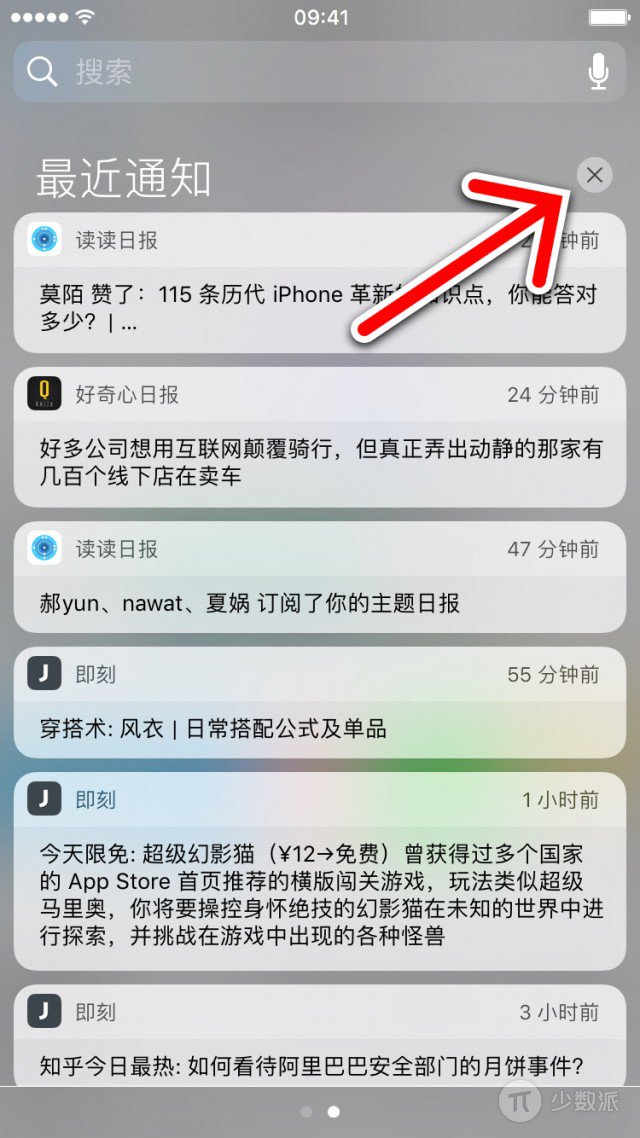 09:41
搜索
最近通知
读读日报
钟前
莫陌 赞了：115 条历代 iPhone 革新 识点，你能答对
多少？| ...
好奇心日报 24 分钟前
好多公司想用互联网颠覆骑行，但真正弄出动静的那家有
几百个线下店在卖车
读读日报 47 分钟前
郝yun、nawat、夏娲 订阅了你的主题日报
即刻 55 分钟前
穿搭术: 风衣 | 日常搭配公式及单品
即刻 1 小时前
今天限免: 超级幻影猫（¥12→免费）曾获得过多个国家
的 App Store 首页推荐的横版闯关游戏，玩法类似超级
马里奥，你将要操控身怀绝技的幻影猫在未知的世界中进
行探索，并挑战在游戏中出现的各种怪兽
即刻 3 小时前
知乎今日最热: 如何看待阿里巴巴安全部门的月饼事件？
少数派